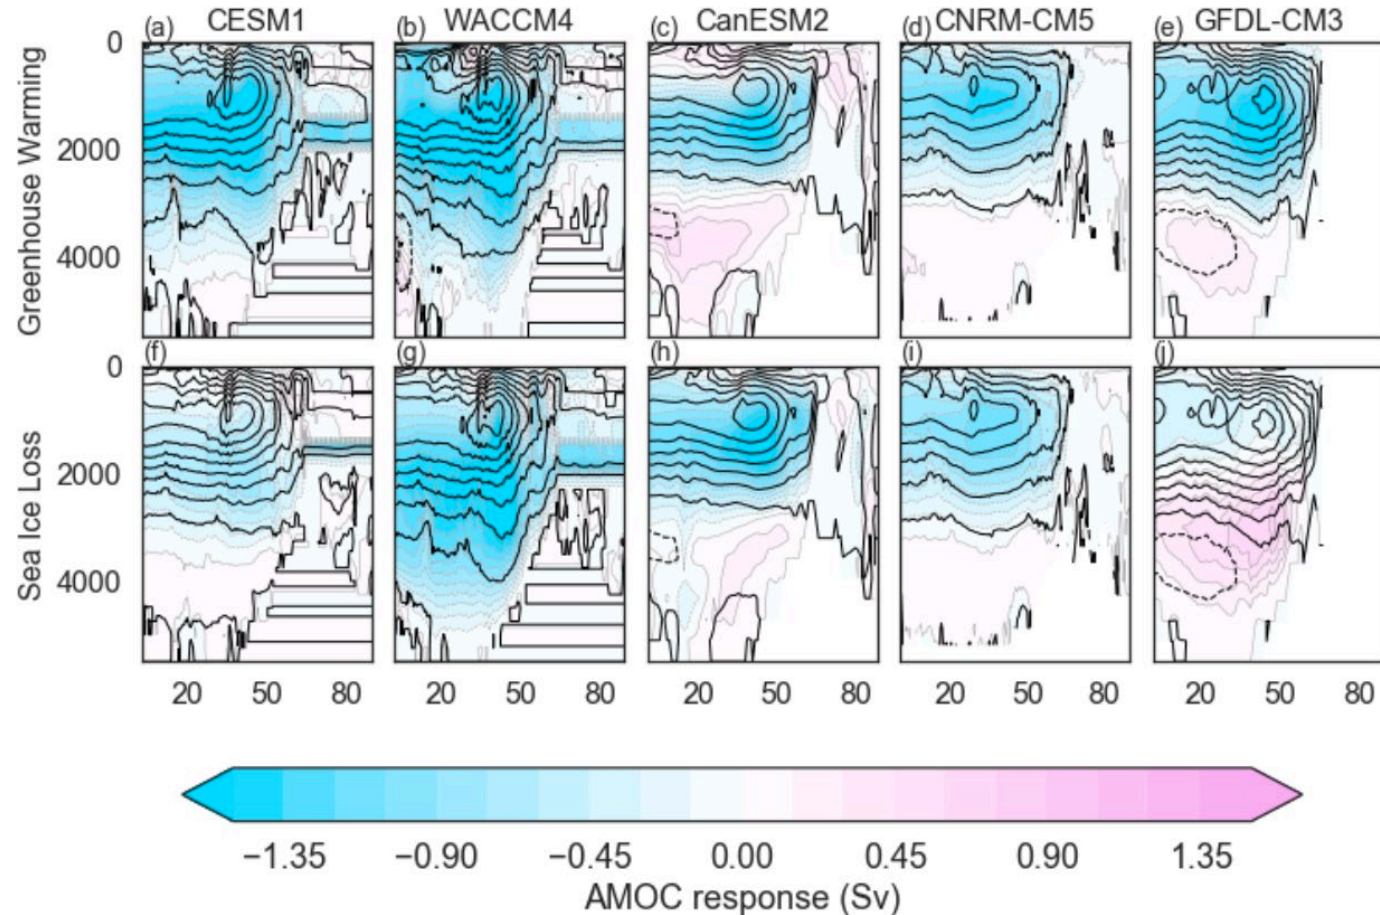 (a) CESM1 (b) WACCM4 (c) CanESM2 (d) CNRM-CM5 (e) GFDL-CM3
Greenhouse Warming
0
2000
4000
(f) (g) (h) (i) (j)
Sea Ice Loss
0
2000
4000
20 50 80 20 50 80 20 50 80 20 50 80 20 50 80
−1.35 −0.90 −0.45 0.00 0.45 0.90 1.35
AMOC response (Sv)